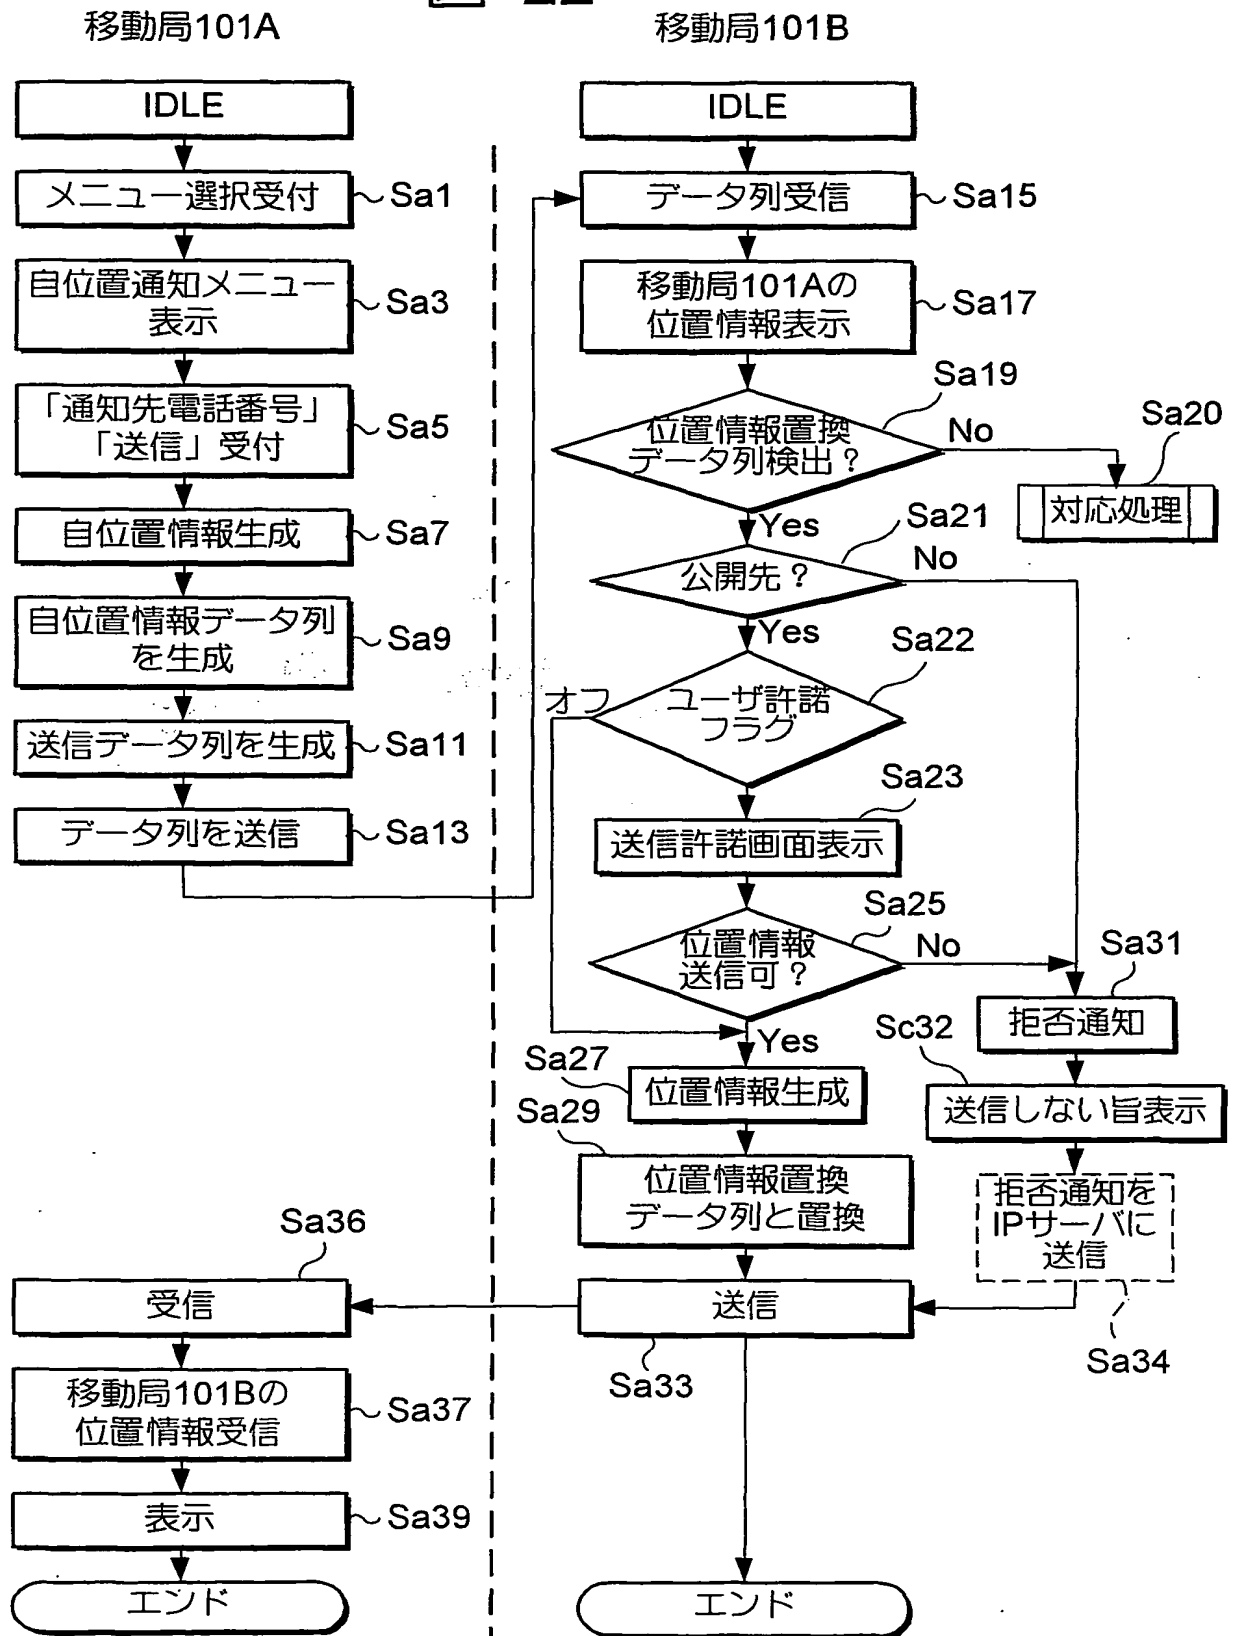 移動局101A
IDLE
メニュー選択受付
Sa1
自位置通知メニュー
表示
Sa3
「通知先電話番号」
「送信」受付
Sa5
自位置情報生成
Sa7
自位置情報データ列
を生成
Sa9
送信データ列を生成
Sa11
データ列を送信
Sa13
Sa36
受信
移動局101Bの
位置情報受信
Sa37
表示
Sa39
エンド
移動局101B
IDLE
データ列受信
Sa15
移動局101Aの
位置情報表示
Sa17
Sa19
位置情報置換
データ列検出？
No
Sa20
対応処理
Yes
Sa21
公開先？
No
Yes
Sa22
オフ
ユーザ許諾
フラグ
Sa23
送信許諾画面表示
Sa25
位置情報
送信可？
No
Yes
Sa31
拒否通知
Sc32
送信しない旨表示
拒否通知を
IPサーバに
送信
Sa34
Sa27
位置情報生成
Sa29
位置情報置換
データ列と置換
送信
Sa33
エンド